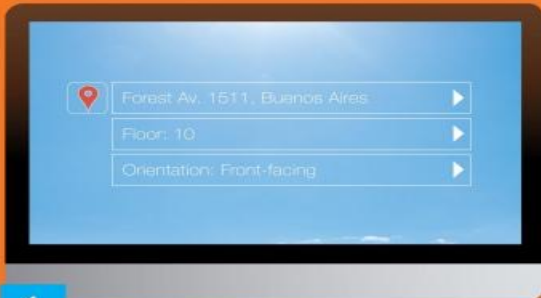 Forest Av. 1511, Buenos Aires
Floor: 10
Orientation: Front-facing